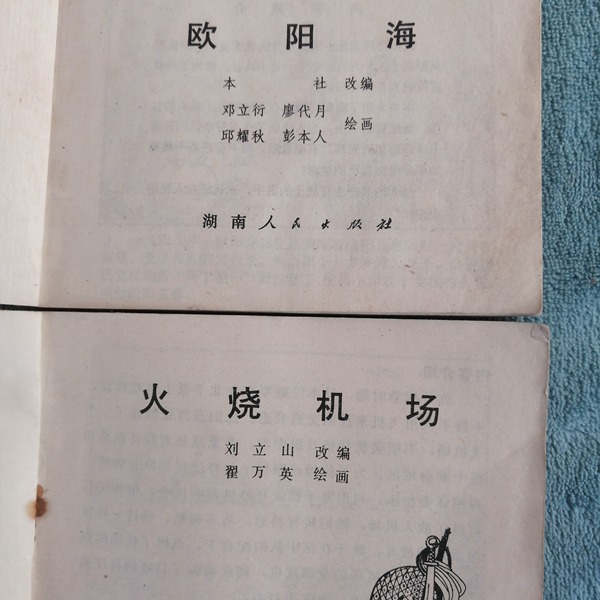 欧阳海
本社 改编
邓立衍 廖代月
邱耀秋 彭本人 绘画
湖南人民出版社
火烧机场
刘立山 改编
翟万英 绘画